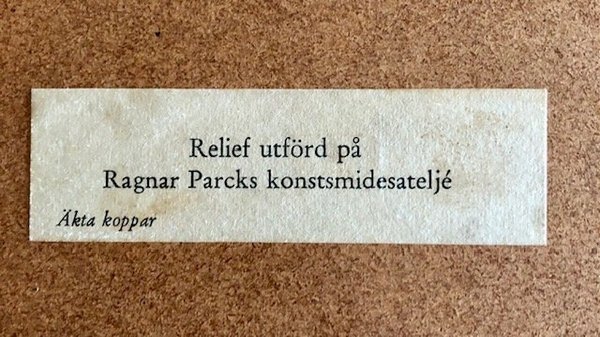 Relief utförd på
Ragnar Parcks konstsmidesateljé
Äkta koppar